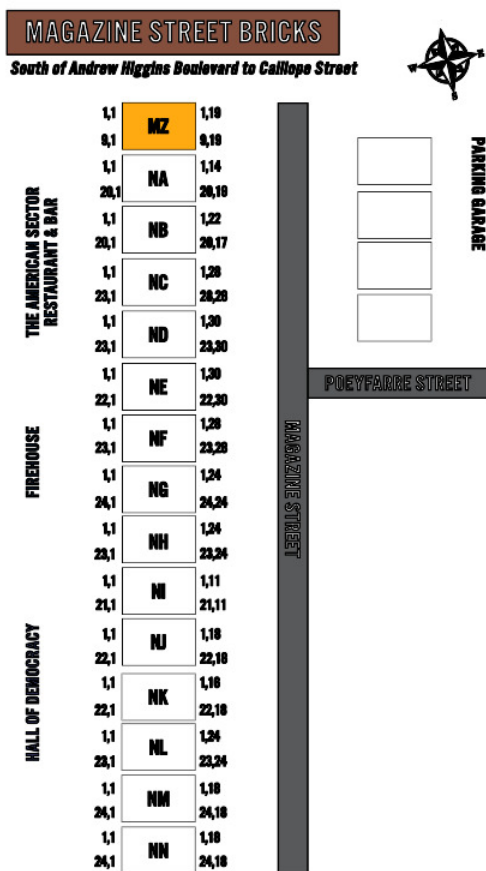 MAGAZINE STREET BRICKS
South of Andrew Higgins Boulevard to Calliope Street
1,1 MZ 1,19
9,1 9,19
1,1 NA 1,14
20,1 20,18
1,1 NB 1,22
20,1 20,17
1,1 NC 1,28
23,1 28,28
1,1 ND 1,30
23,1 23,30
1,1 NE 1,30
22,1 22,30
1,1 NF 1,28
23,1 23,28
1,1 NG 1,24
24,1 24,24
1,1 NH 1,24
23,1 23,24
1,1 NI 1,11
21,1 21,11
1,1 NJ 1,18
22,1 22,18
1,1 NK 1,18
22,1 22,18
1,1 NL 1,24
23,1 23,24
1,1 NM 1,18
24,1 24,18
1,1 NN 1,18
24,1 24,18
THE AMERICAN SECTOR
RESTAURANT & BAR
FIREHOUSE
HALL OF DEMOCRACY
MAGAZINE STREET
POEYFARRE STREET
PARKING GARAGE